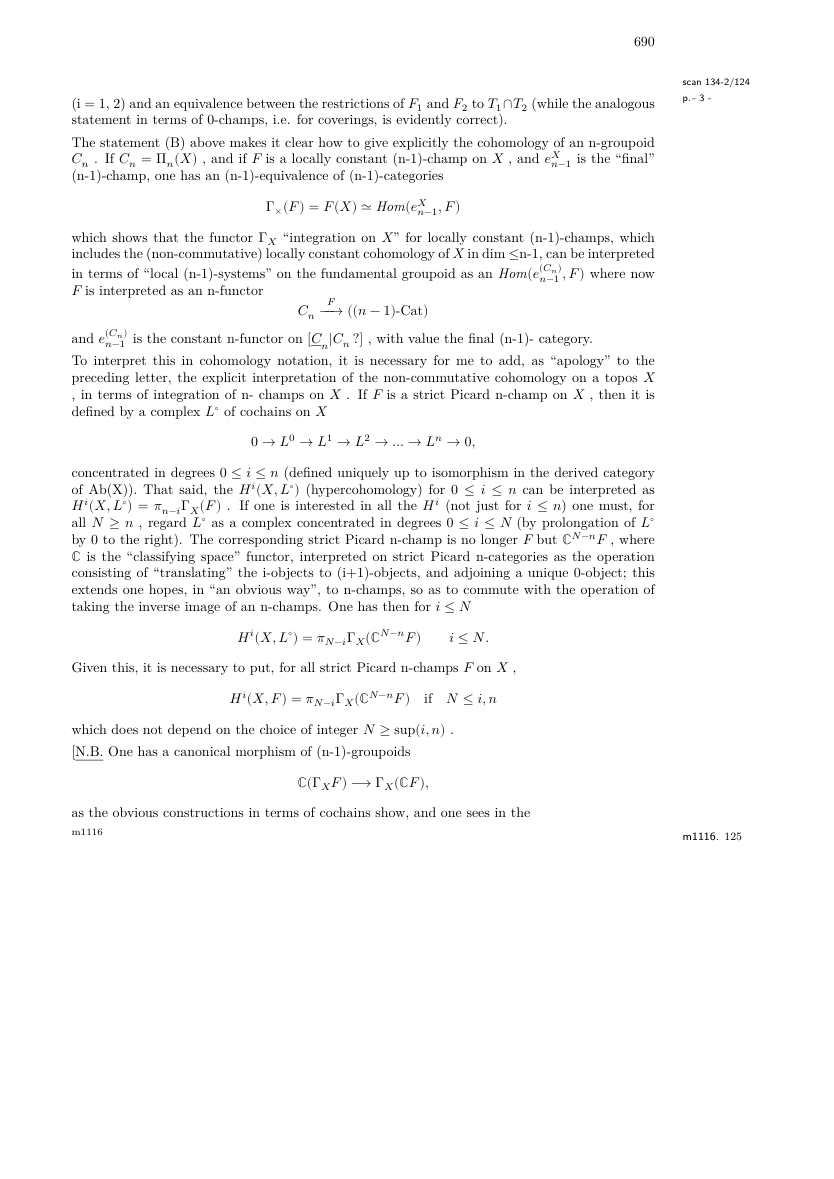 690
scan 134-2/124
p. - 3 -
(i = 1, 2) and an equivalence between the restrictions of F₁ and F₂ to T₁∩T₂ (while the analogous
statement in terms of 0-champs, i.e. for coverings, is evidently correct).
The statement (B) above makes it clear how to give explicitly the cohomology of an n-groupoid
Cₙ . If Cₙ = Πₙ(X) , and if F is a locally constant (n-1)-champ on X , and e^X_{n−1} is the “final”
(n-1)-champ, one has an (n-1)-equivalence of (n-1)-categories
Γ_×(F) = F(X) ≃ Hom(e^X_{n−1}, F)
which shows that the functor Γ_X “integration on X” for locally constant (n-1)-champs, which
includes the (non-commutative) locally constant cohomology of X in dim ≤n-1, can be interpreted
in terms of “local (n-1)-systems” on the fundamental groupoid as an Hom(e^{(Cₙ)}_{n−1}, F) where now
F is interpreted as an n-functor
Cₙ —F→ ((n − 1)-Cat)
and e^{(Cₙ)}_{n−1} is the constant n-functor on [C̲ₙ|Cₙ ?] , with value the final (n-1)- category.
To interpret this in cohomology notation, it is necessary for me to add, as “apology” to the
preceding letter, the explicit interpretation of the non-commutative cohomology on a topos X
, in terms of integration of n- champs on X . If F is a strict Picard n-champ on X , then it is
defined by a complex L° of cochains on X
0 → L⁰ → L¹ → L² → ... → Lⁿ → 0,
concentrated in degrees 0 ≤ i ≤ n (defined uniquely up to isomorphism in the derived category
of Ab(X)). That said, the Hⁱ(X, L°) (hypercohomology) for 0 ≤ i ≤ n can be interpreted as
Hⁱ(X, L°) = π_{n−i}Γ_X(F) . If one is interested in all the Hⁱ (not just for i ≤ n) one must, for
all N ≥ n , regard L° as a complex concentrated in degrees 0 ≤ i ≤ N (by prolongation of L°
by 0 to the right). The corresponding strict Picard n-champ is no longer F but ℂ^{N−n}F , where
ℂ is the “classifying space” functor, interpreted on strict Picard n-categories as the operation
consisting of “translating” the i-objects to (i+1)-objects, and adjoining a unique 0-object; this
extends one hopes, in “an obvious way”, to n-champs, so as to commute with the operation of
taking the inverse image of an n-champs. One has then for i ≤ N
Hⁱ(X, L°) = π_{N−i}Γ_X(ℂ^{N−n}F) i ≤ N.
Given this, it is necessary to put, for all strict Picard n-champs F on X ,
Hⁱ(X, F) = π_{N−i}Γ_X(ℂ^{N−n}F) if N ≤ i, n
which does not depend on the choice of integer N ≥ sup(i, n) .
[N.B. One has a canonical morphism of (n-1)-groupoids
ℂ(Γ_X F) ⟶ Γ_X(ℂF),
as the obvious constructions in terms of cochains show, and one sees in the
m1116
m1116. 125